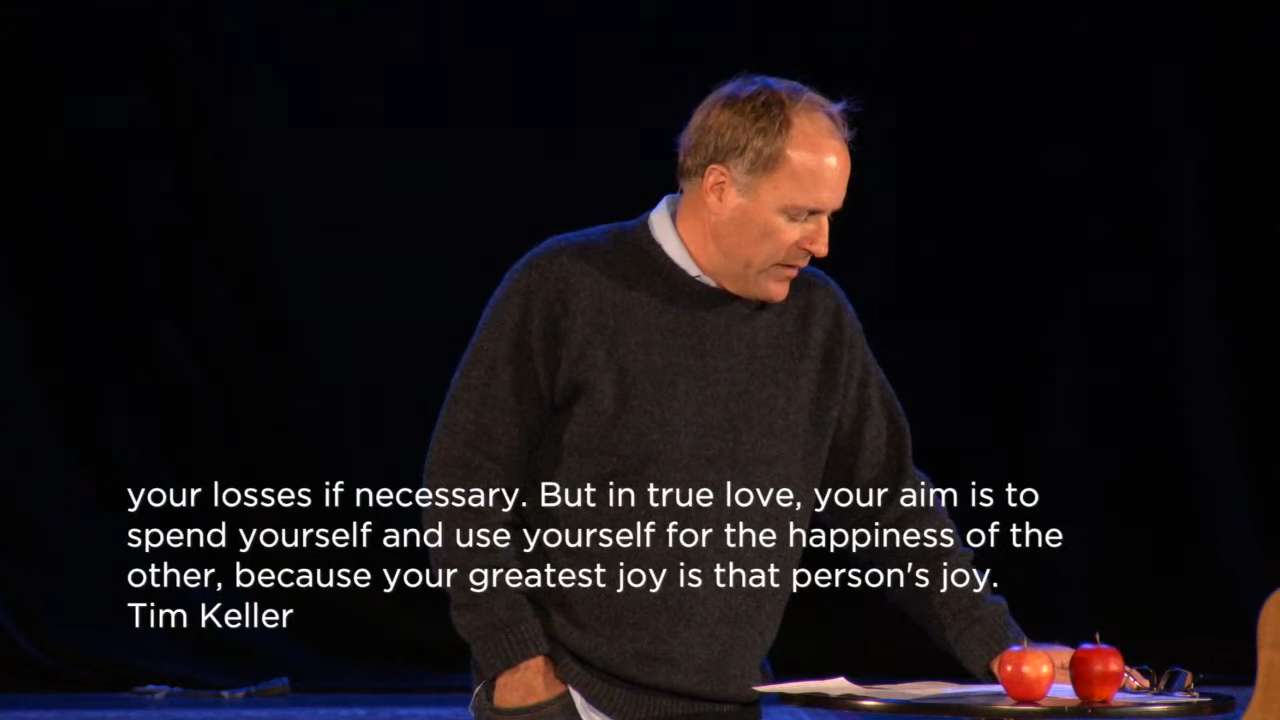 your losses if necessary. But in true love, your aim is to
spend yourself and use yourself for the happiness of the
other, because your greatest joy is that person's joy.
Tim Keller